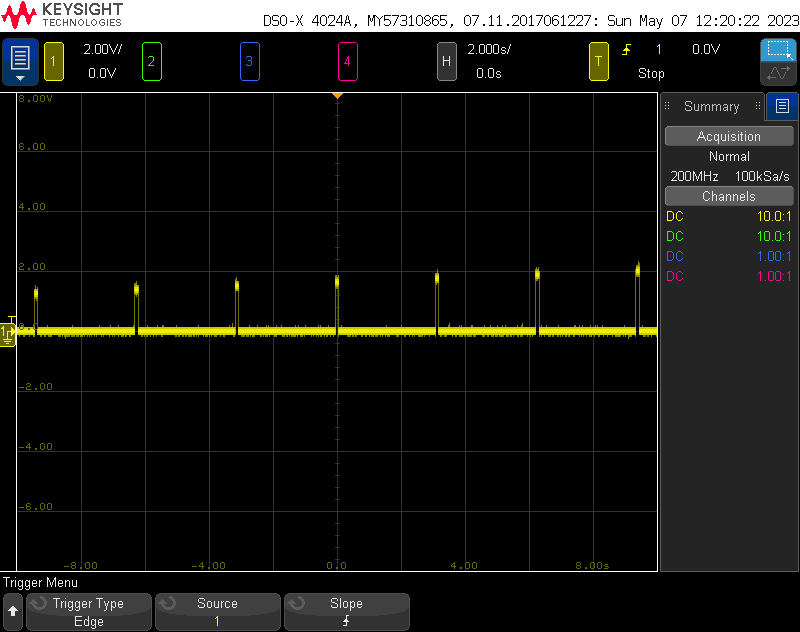 KEYSIGHT
TECHNOLOGIES
DSO-X 4024A, MY57310865, 07.11.2017061227: Sun May 07 12:20:22 2023
1 2.00V/ 2 3 4 H 2.000s/ T 1 0.0V
0.0V 0.0s Stop
8.00V
6.00
4.00
2.00
T
1
-2.00
-4.00
-6.00
-8.00 -4.00 0.0 4.00 8.00s
Summary
Acquisition
Normal
200MHz 100kSa/s
Channels
DC 10.0:1
DC 10.0:1
DC 1.00:1
DC 1.00:1
Trigger Menu
Trigger Type Source Slope
Edge 1